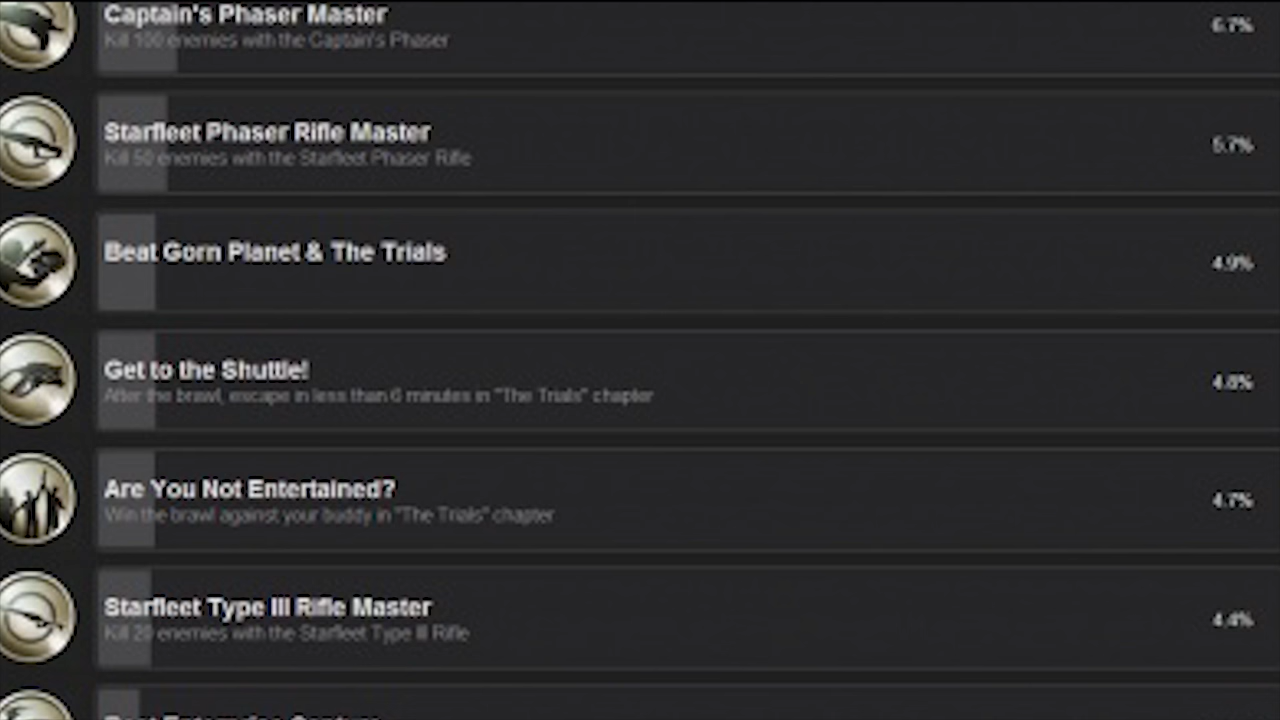 Captain's Phaser Master
Kill 100 enemies with the Captain's Phaser
6.7%
Starfleet Phaser Rifle Master
Kill 50 enemies with the Starfleet Phaser Rifle
5.7%
Beat Gorn Planet & The Trials
4.9%
Get to the Shuttle!
After the brawl, escape in less than 6 minutes in "The Trials" chapter
4.8%
Are You Not Entertained?
Win the brawl against your buddy in "The Trials" chapter
4.7%
Starfleet Type III Rifle Master
Kill 20 enemies with the Starfleet Type III Rifle
4.4%